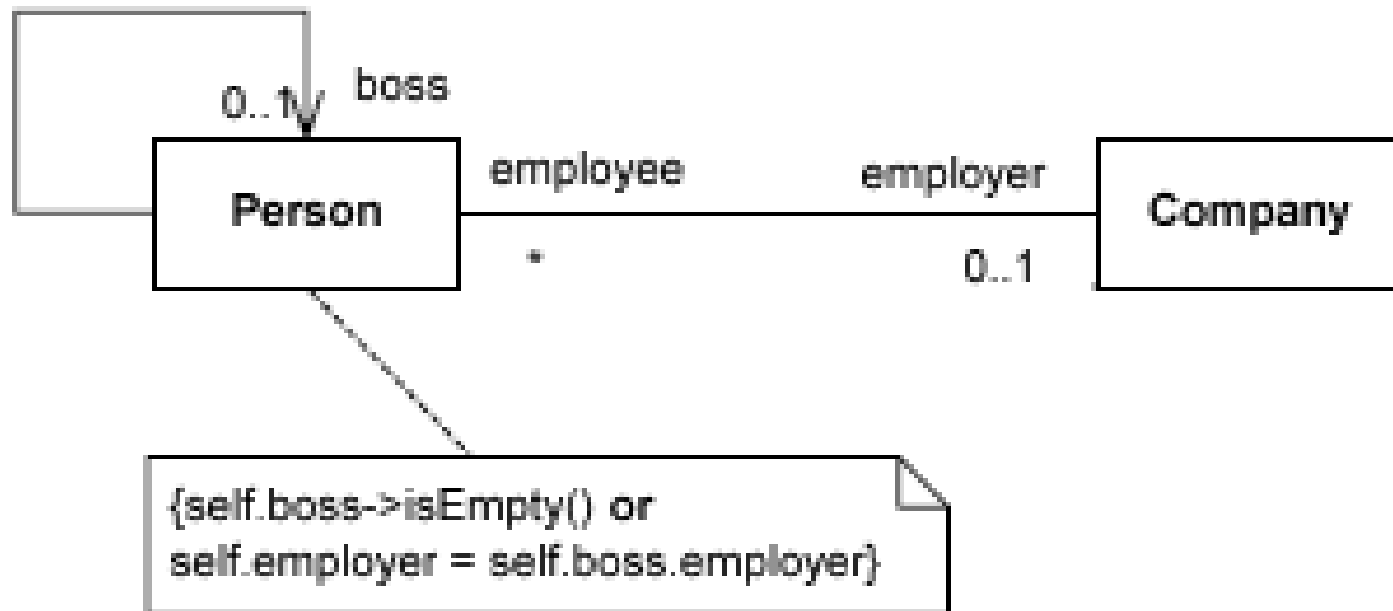 boss
0..1
Person
employee
employer
Company
*
0..1
{self.boss->isEmpty() or
self.employer = self.boss.employer}